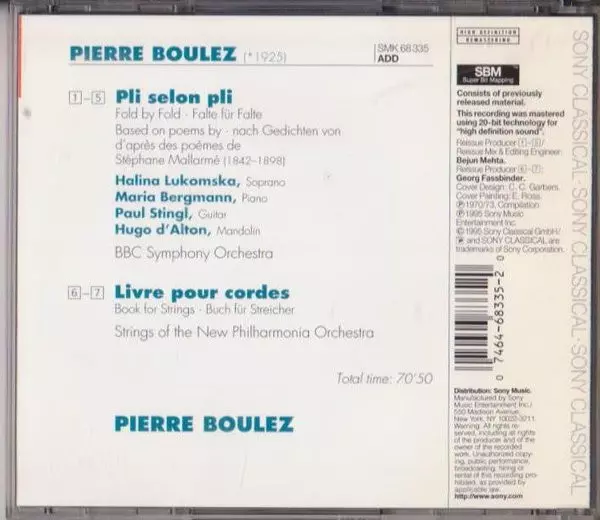 PIERRE BOULEZ (*1925)
SMK 68 335
ADD
1-5 Pli selon pli
Fold by Fold · Falte für Falte
Based on poems by · nach Gedichten von
d'après des poèmes de
Stéphane Mallarmé (1842–1898)
Halina Lukomska, Soprano
Maria Bergmann, Piano
Paul Stingl, Guitar
Hugo d'Alton, Mandolin
BBC Symphony Orchestra
6-7 Livre pour cordes
Book for Strings · Buch für Streicher
Strings of the New Philharmonia Orchestra
Total time: 70'50
PIERRE BOULEZ
HIGH DEFINITION
REMASTERING
SBM
Super Bit Mapping
Consists of previously
released material.
This recording was mastered
using 20-bit technology for
"high definition sound".
Reissue Producer 1-5/
Reissue Mix & Editing Engineer:
Bejun Mehta.
Reissue Producer 6-7:
Georg Fassbinder.
Cover Design: C. C. Garbers.
Cover Painting: E. Ross.
℗ 1970/73, Compilation
℗ 1995 Sony Music
Entertainment Inc.
© 1995 Sony Classical GmbH/
℗ and SONY CLASSICAL are
trademarks of Sony Corporation.
0 7464-68335-2 0
Distribution: Sony Music.
Manufactured by Sony
Music Entertainment Inc./
550 Madison Avenue,
New York, NY 10022-3211.
Warning: All rights re-
served, including all rights
of the producer and of the
owner of the recorded
work. Unauthorized copy-
ing, public performance,
broadcasting, hiring or
rental of this recording pro-
hibited, as provided by
applicable law.
http://www.sony.com
SONY CLASSICAL · SONY CLASSICAL · SONY CLASSICAL · SONY CLASSICAL